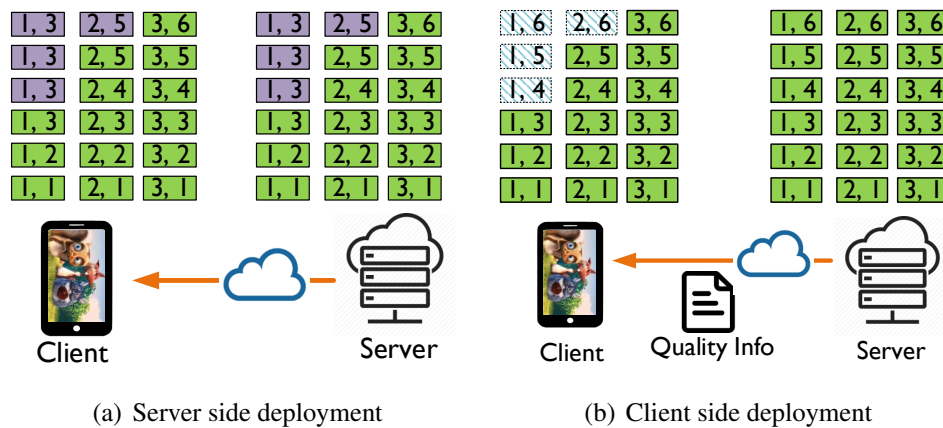 1, 3 2, 5 3, 6 1, 3 2, 5 3, 6 1, 6 2, 6 3, 6 1, 6 2, 6 3, 6
1, 3 2, 5 3, 5 1, 3 2, 5 3, 5 1, 5 2, 5 3, 5 1, 5 2, 5 3, 5
1, 3 2, 4 3, 4 1, 3 2, 4 3, 4 1, 4 2, 4 3, 4 1, 4 2, 4 3, 4
1, 3 2, 3 3, 3 1, 3 2, 3 3, 3 1, 3 2, 3 3, 3 1, 3 2, 3 3, 3
1, 2 2, 2 3, 2 1, 2 2, 2 3, 2 1, 2 2, 2 3, 2 1, 2 2, 2 3, 2
1, 1 2, 1 3, 1 1, 1 2, 1 3, 1 1, 1 2, 1 3, 1 1, 1 2, 1 3, 1
Client Server Client Quality Info Server
(a) Server side deployment (b) Client side deployment